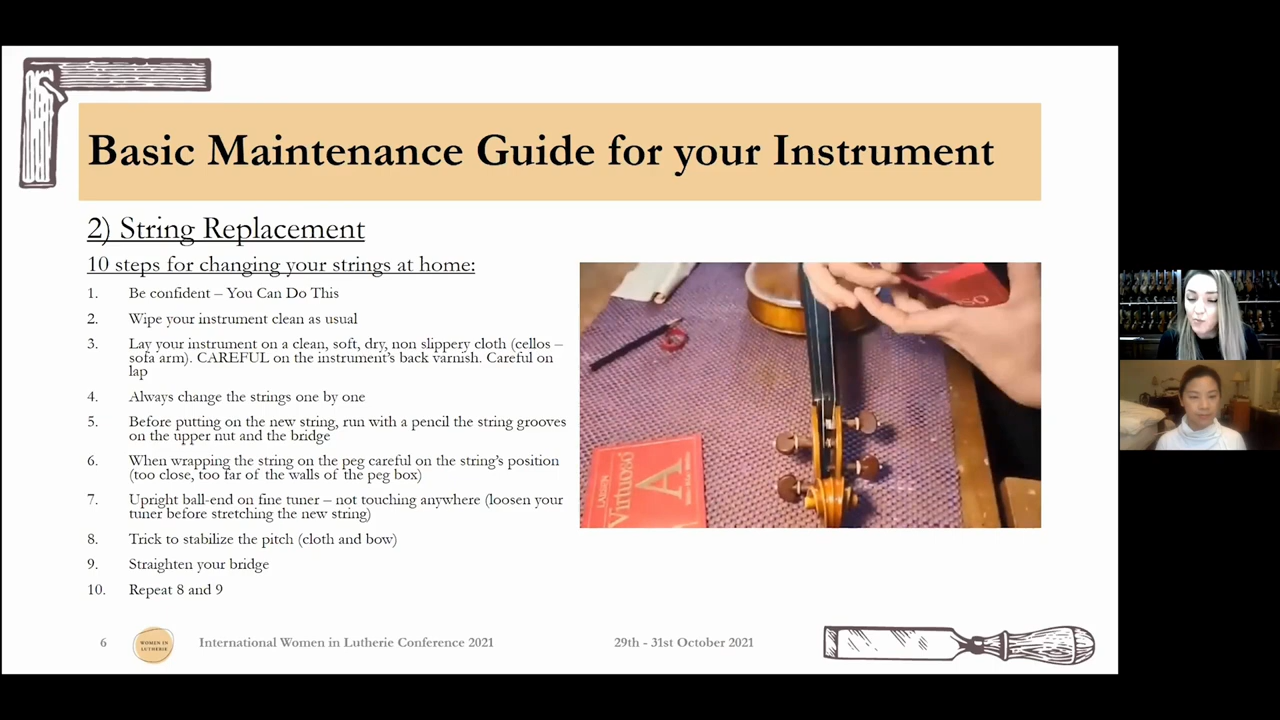 Basic Maintenance Guide for your Instrument
2) String Replacement
10 steps for changing your strings at home:
1. Be confident – You Can Do This
2. Wipe your instrument clean as usual
3. Lay your instrument on a clean, soft, dry, non slippery cloth (cellos –
sofa arm). CAREFUL on the instrument's back varnish. Careful on
lap
4. Always change the strings one by one
5. Before putting on the new string, run with a pencil the string grooves
on the upper nut and the bridge
6. When wrapping the string on the peg careful on the string's position
(too close, too far of the walls of the peg box)
7. Upright ball-end on fine tuner – not touching anywhere (loosen your
tuner before stretching the new string)
8. Trick to stabilize the pitch (cloth and bow)
9. Straighten your bridge
10. Repeat 8 and 9
Virtuoso
A
6
WOMEN IN
LUTHERIE
International Women in Lutherie Conference 2021
29th - 31st October 2021